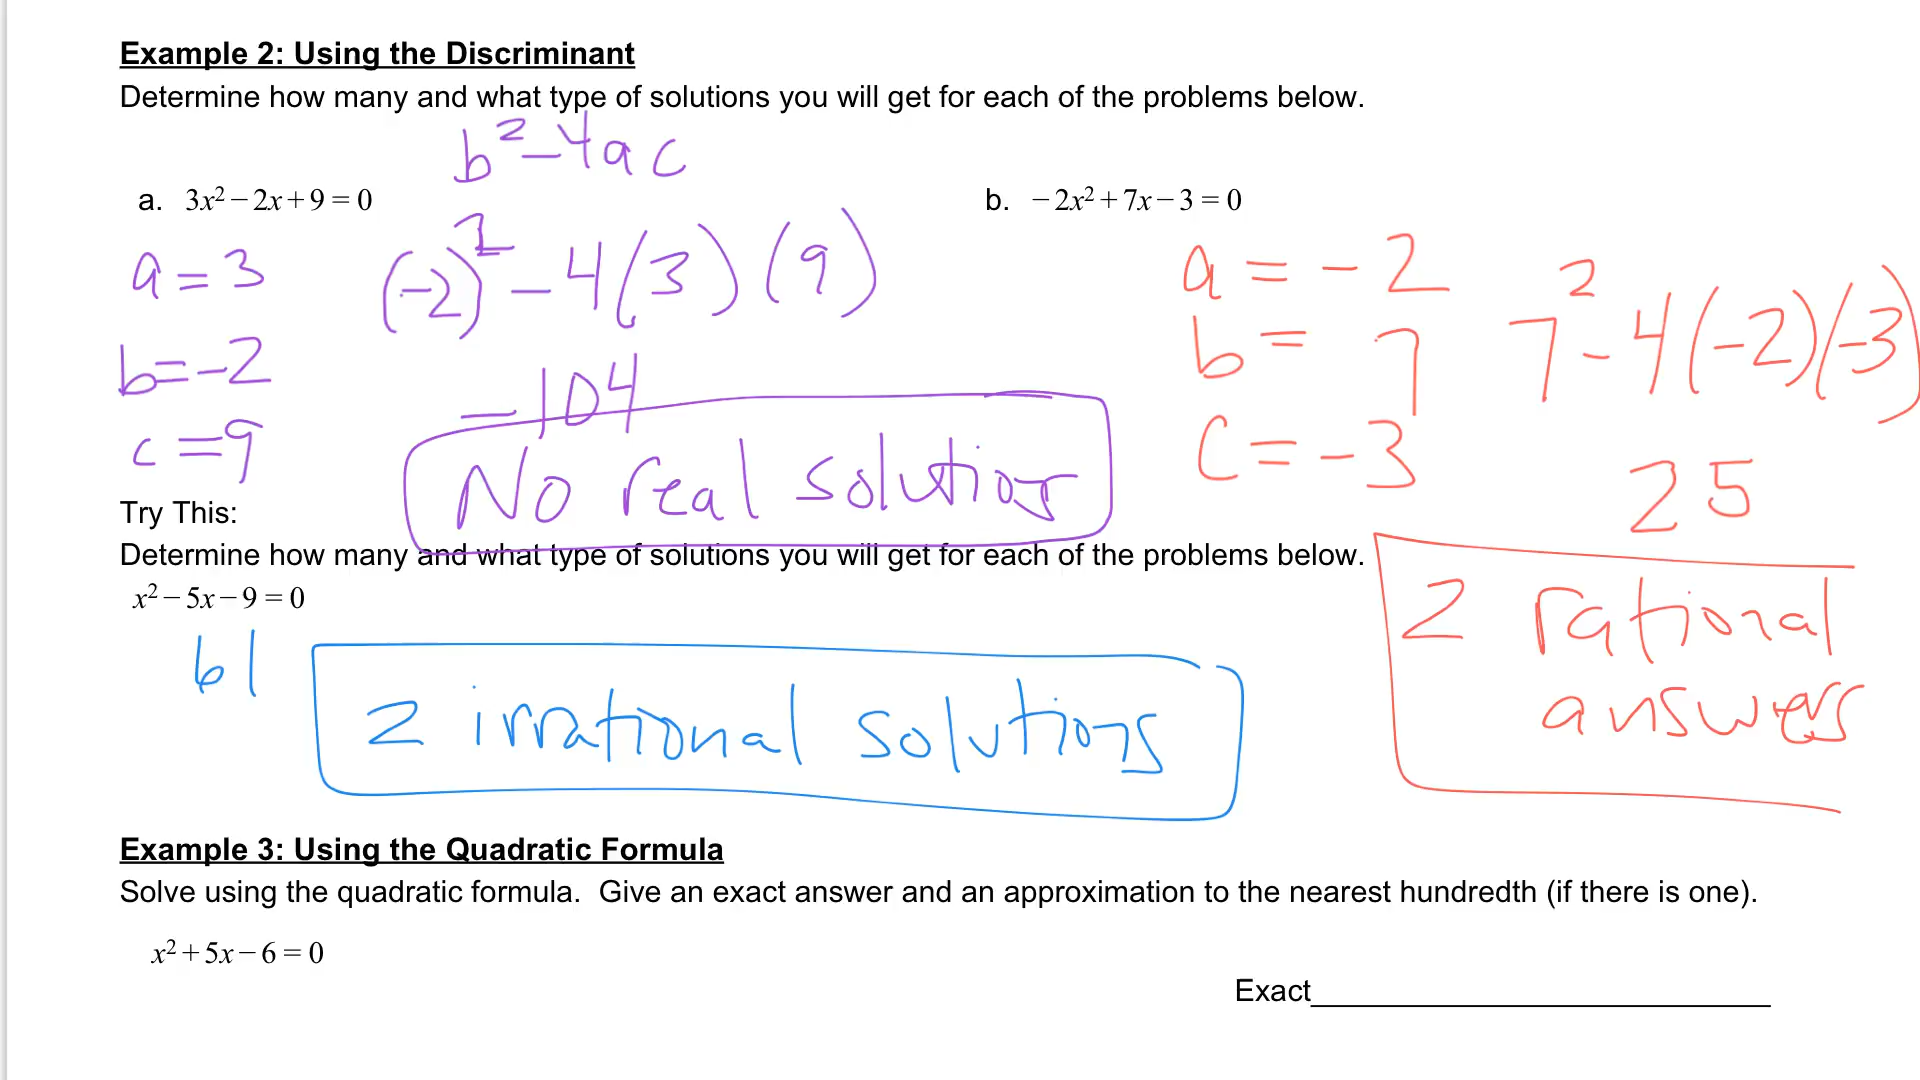 Example 2: Using the Discriminant
Determine how many and what type of solutions you will get for each of the problems below.
b² - 4ac
a. 3x² − 2x + 9 = 0
a = 3
b = -2
c = 9
(-2)² - 4(3)(9)
-104
No real solutions
b. − 2x² + 7x − 3 = 0
a = -2
b = 7
c = -3
7² - 4(-2)(-3)
25
2 rational
answers
Try This:
Determine how many and what type of solutions you will get for each of the problems below.
x² − 5x − 9 = 0
61
2 irrational solutions
Example 3: Using the Quadratic Formula
Solve using the quadratic formula.  Give an exact answer and an approximation to the nearest hundredth (if there is one).
x² + 5x − 6 = 0
Exact____________________________